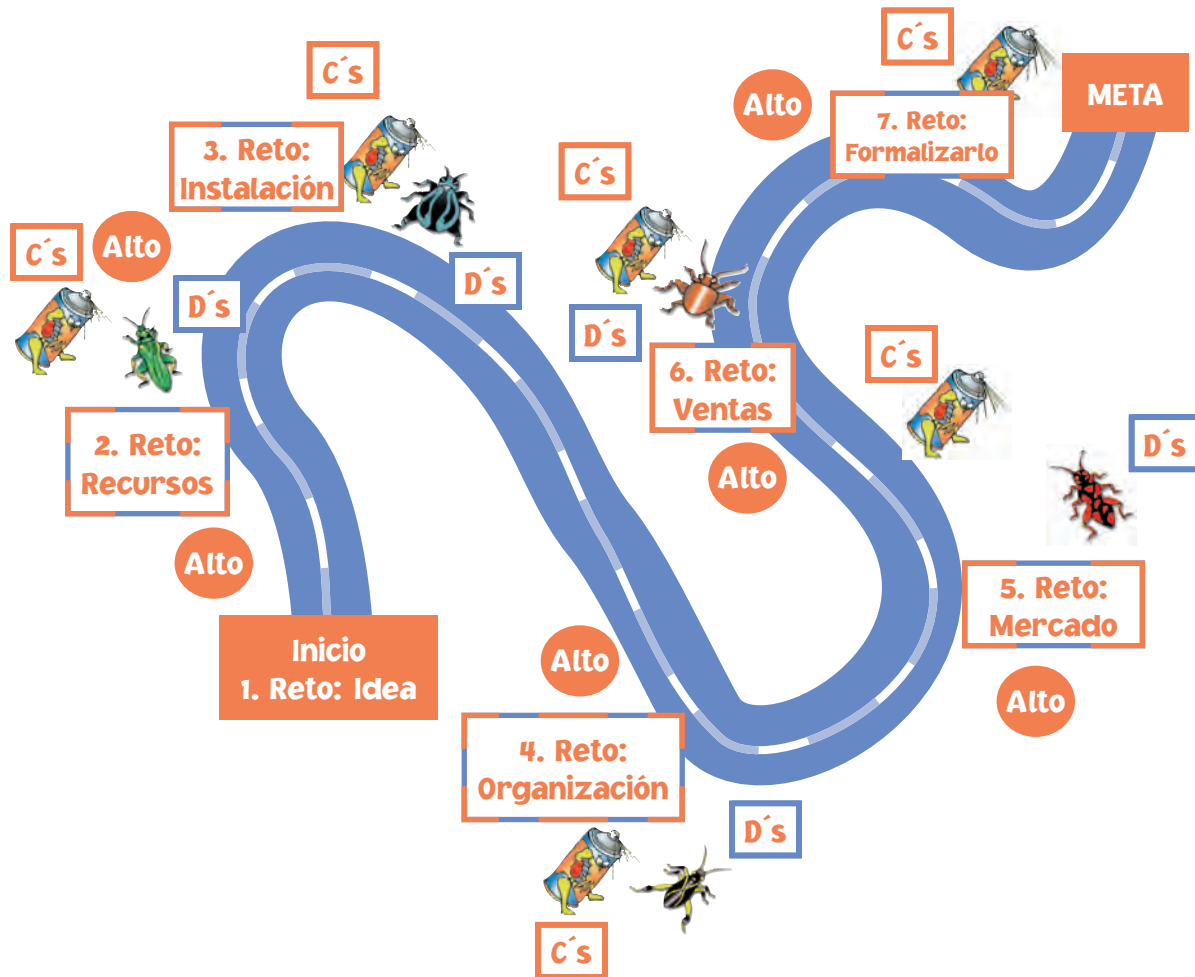 C´s
META
Alto
7. Reto:
Formalizarlo
C´s
3. Reto:
Instalación
C´s
C´s
Alto
D´s
D´s
D´s
6. Reto:
Ventas
C´s
D´s
2. Reto:
Recursos
Alto
Alto
5. Reto:
Mercado
Inicio
1. Reto: Idea
Alto
Alto
4. Reto:
Organización
D´s
C´s